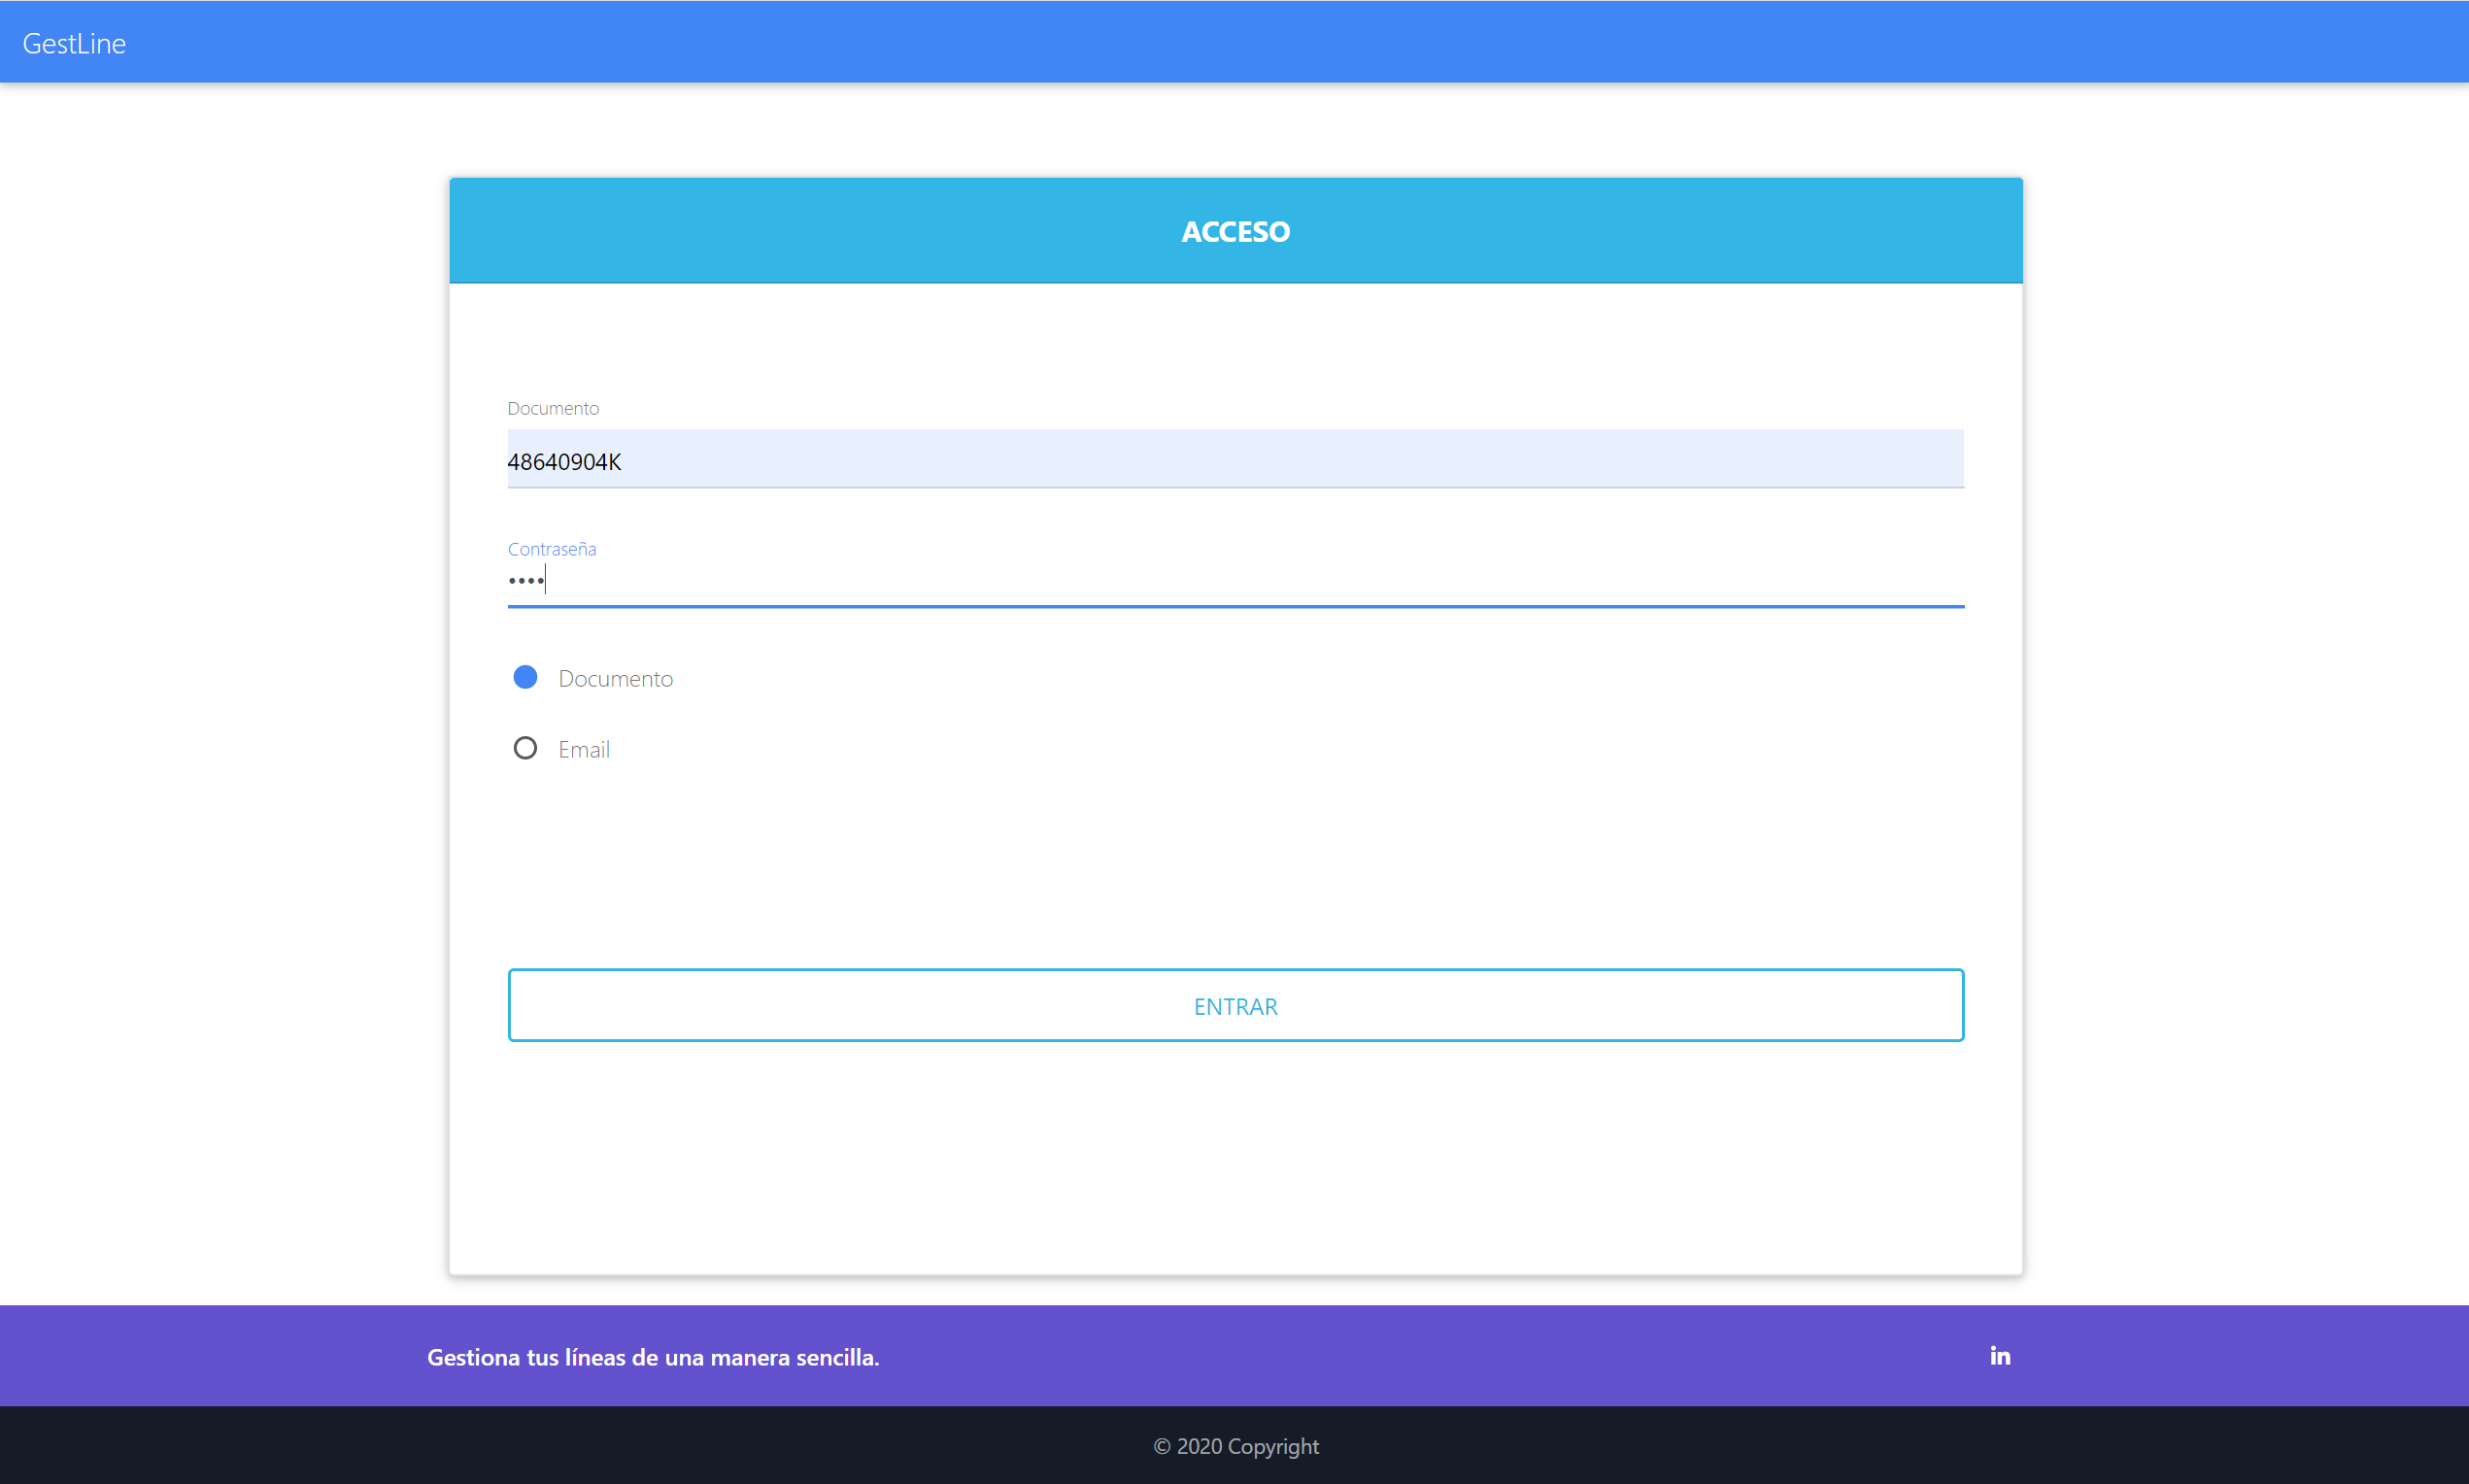 GestLine
ACCESO
Documento
48640904K
Contraseña
••••
Documento
Email
ENTRAR
Gestiona tus líneas de una manera sencilla.
in
© 2020 Copyright